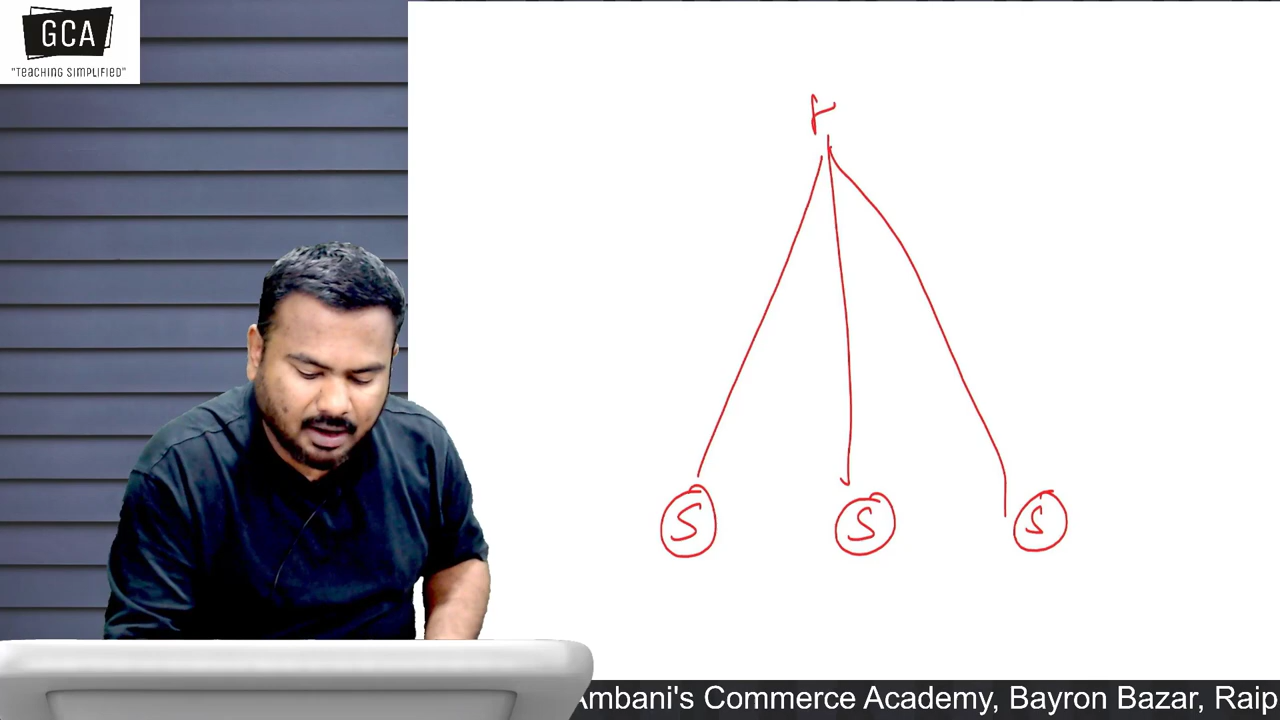 GCA
"Teaching Simplified"
F
S S S
Ambani's Commerce Academy, Bayron Bazar, Raip